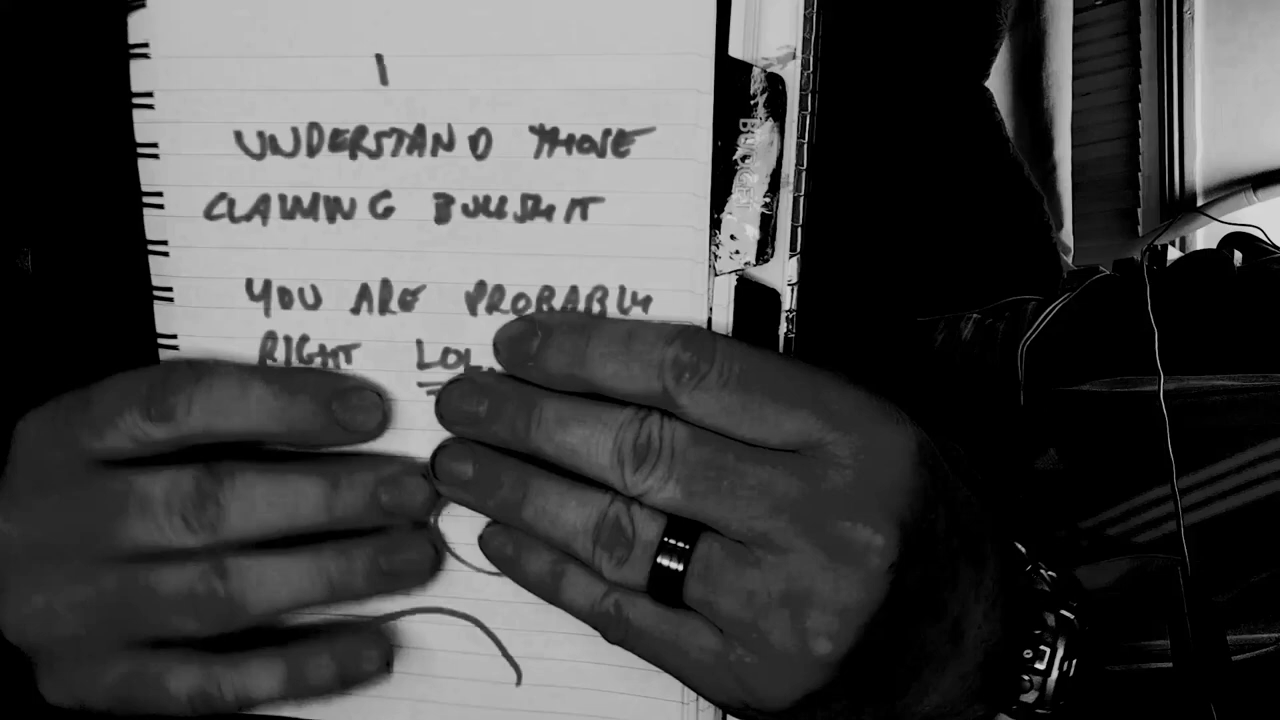 I
UNDERSTAND THOSE
CLAIMING BULLSHIT
YOU ARE PROBABLY
RIGHT LOL
BUDGET